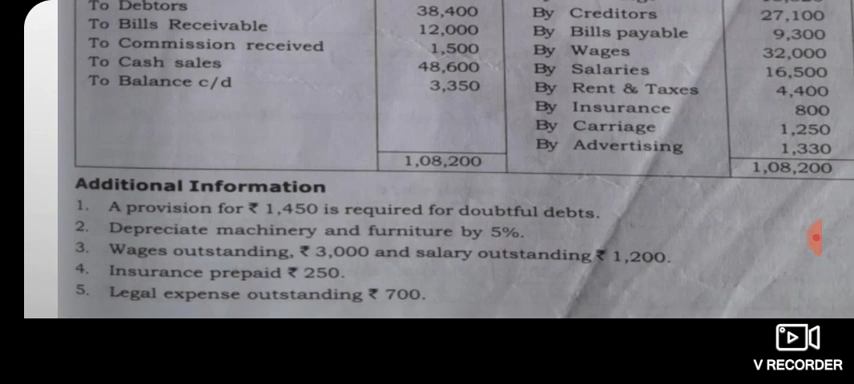 To Debtors 38,400 By Creditors 27,100
To Bills Receivable 12,000 By Bills payable 9,300
To Commission received 1,500 By Wages 32,000
To Cash sales 48,600 By Salaries 16,500
To Balance c/d 3,350 By Rent & Taxes 4,400
By Insurance 800
By Carriage 1,250
By Advertising 1,330
1,08,200 1,08,200
Additional Information
1. A provision for ₹ 1,450 is required for doubtful debts.
2. Depreciate machinery and furniture by 5%.
3. Wages outstanding, ₹ 3,000 and salary outstanding ₹ 1,200.
4. Insurance prepaid ₹ 250.
5. Legal expense outstanding ₹ 700.
V RECORDER